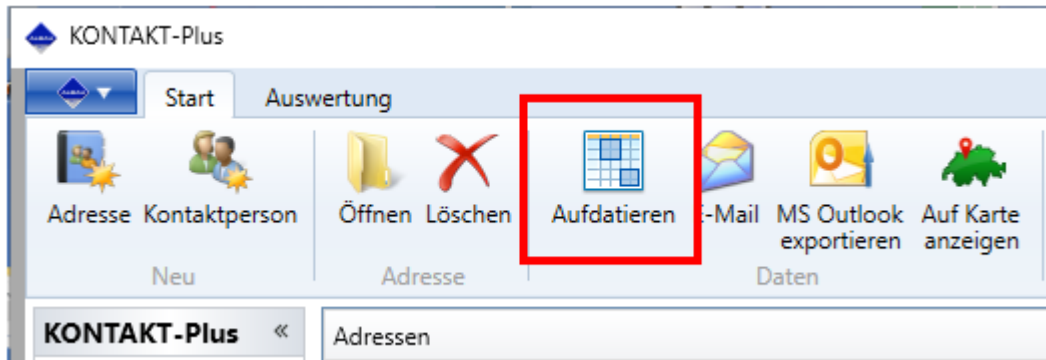 KONTAKT-Plus
Start Auswertung
Adresse Kontaktperson Öffnen Löschen Aufdatieren E-Mail MS Outlook exportieren Auf Karte anzeigen
Neu Adresse Daten
KONTAKT-Plus « Adressen